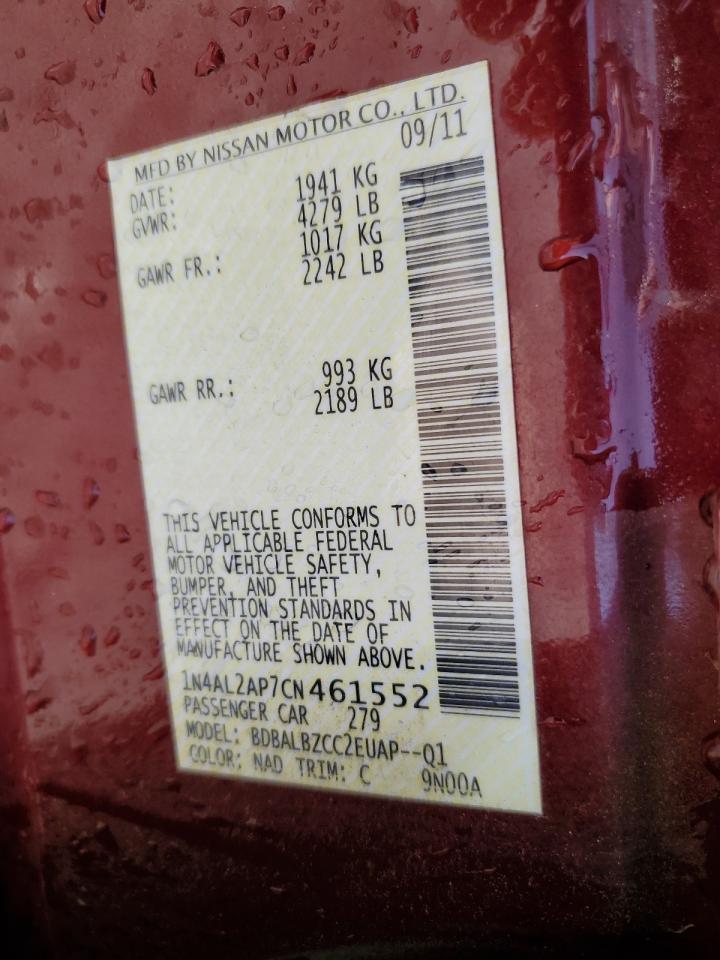 MFD BY NISSAN MOTOR CO., LTD.
DATE: 09/11
GVWR: 1941 KG
4279 LB
GAWR FR.: 1017 KG
2242 LB
GAWR RR.: 993 KG
2189 LB
THIS VEHICLE CONFORMS TO
ALL APPLICABLE FEDERAL
MOTOR VEHICLE SAFETY,
BUMPER, AND THEFT
PREVENTION STANDARDS IN
EFFECT ON THE DATE OF
MANUFACTURE SHOWN ABOVE.
1N4AL2AP7CN461552
PASSENGER CAR 279
MODEL: BDBALBZCC2EUAP--Q1
COLOR: NAD TRIM: C 9N00A